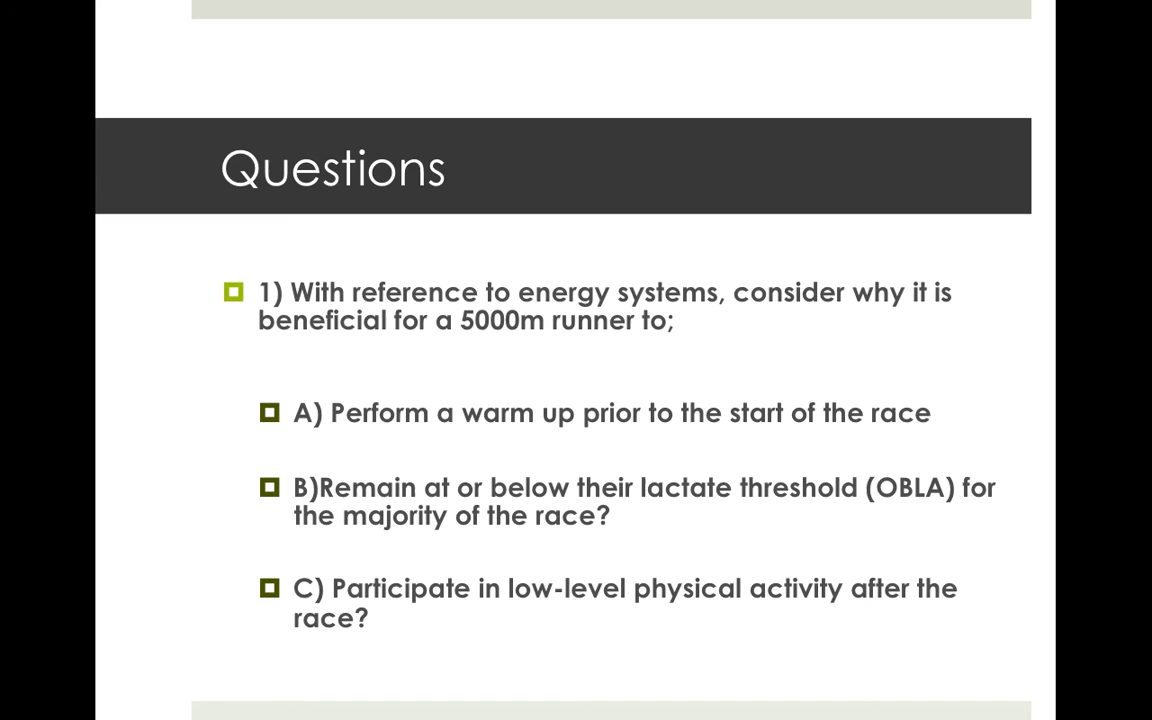 Questions
1) With reference to energy systems, consider why it is
beneficial for a 5000m runner to;
A) Perform a warm up prior to the start of the race
B)Remain at or below their lactate threshold (OBLA) for
the majority of the race?
C) Participate in low-level physical activity after the
race?